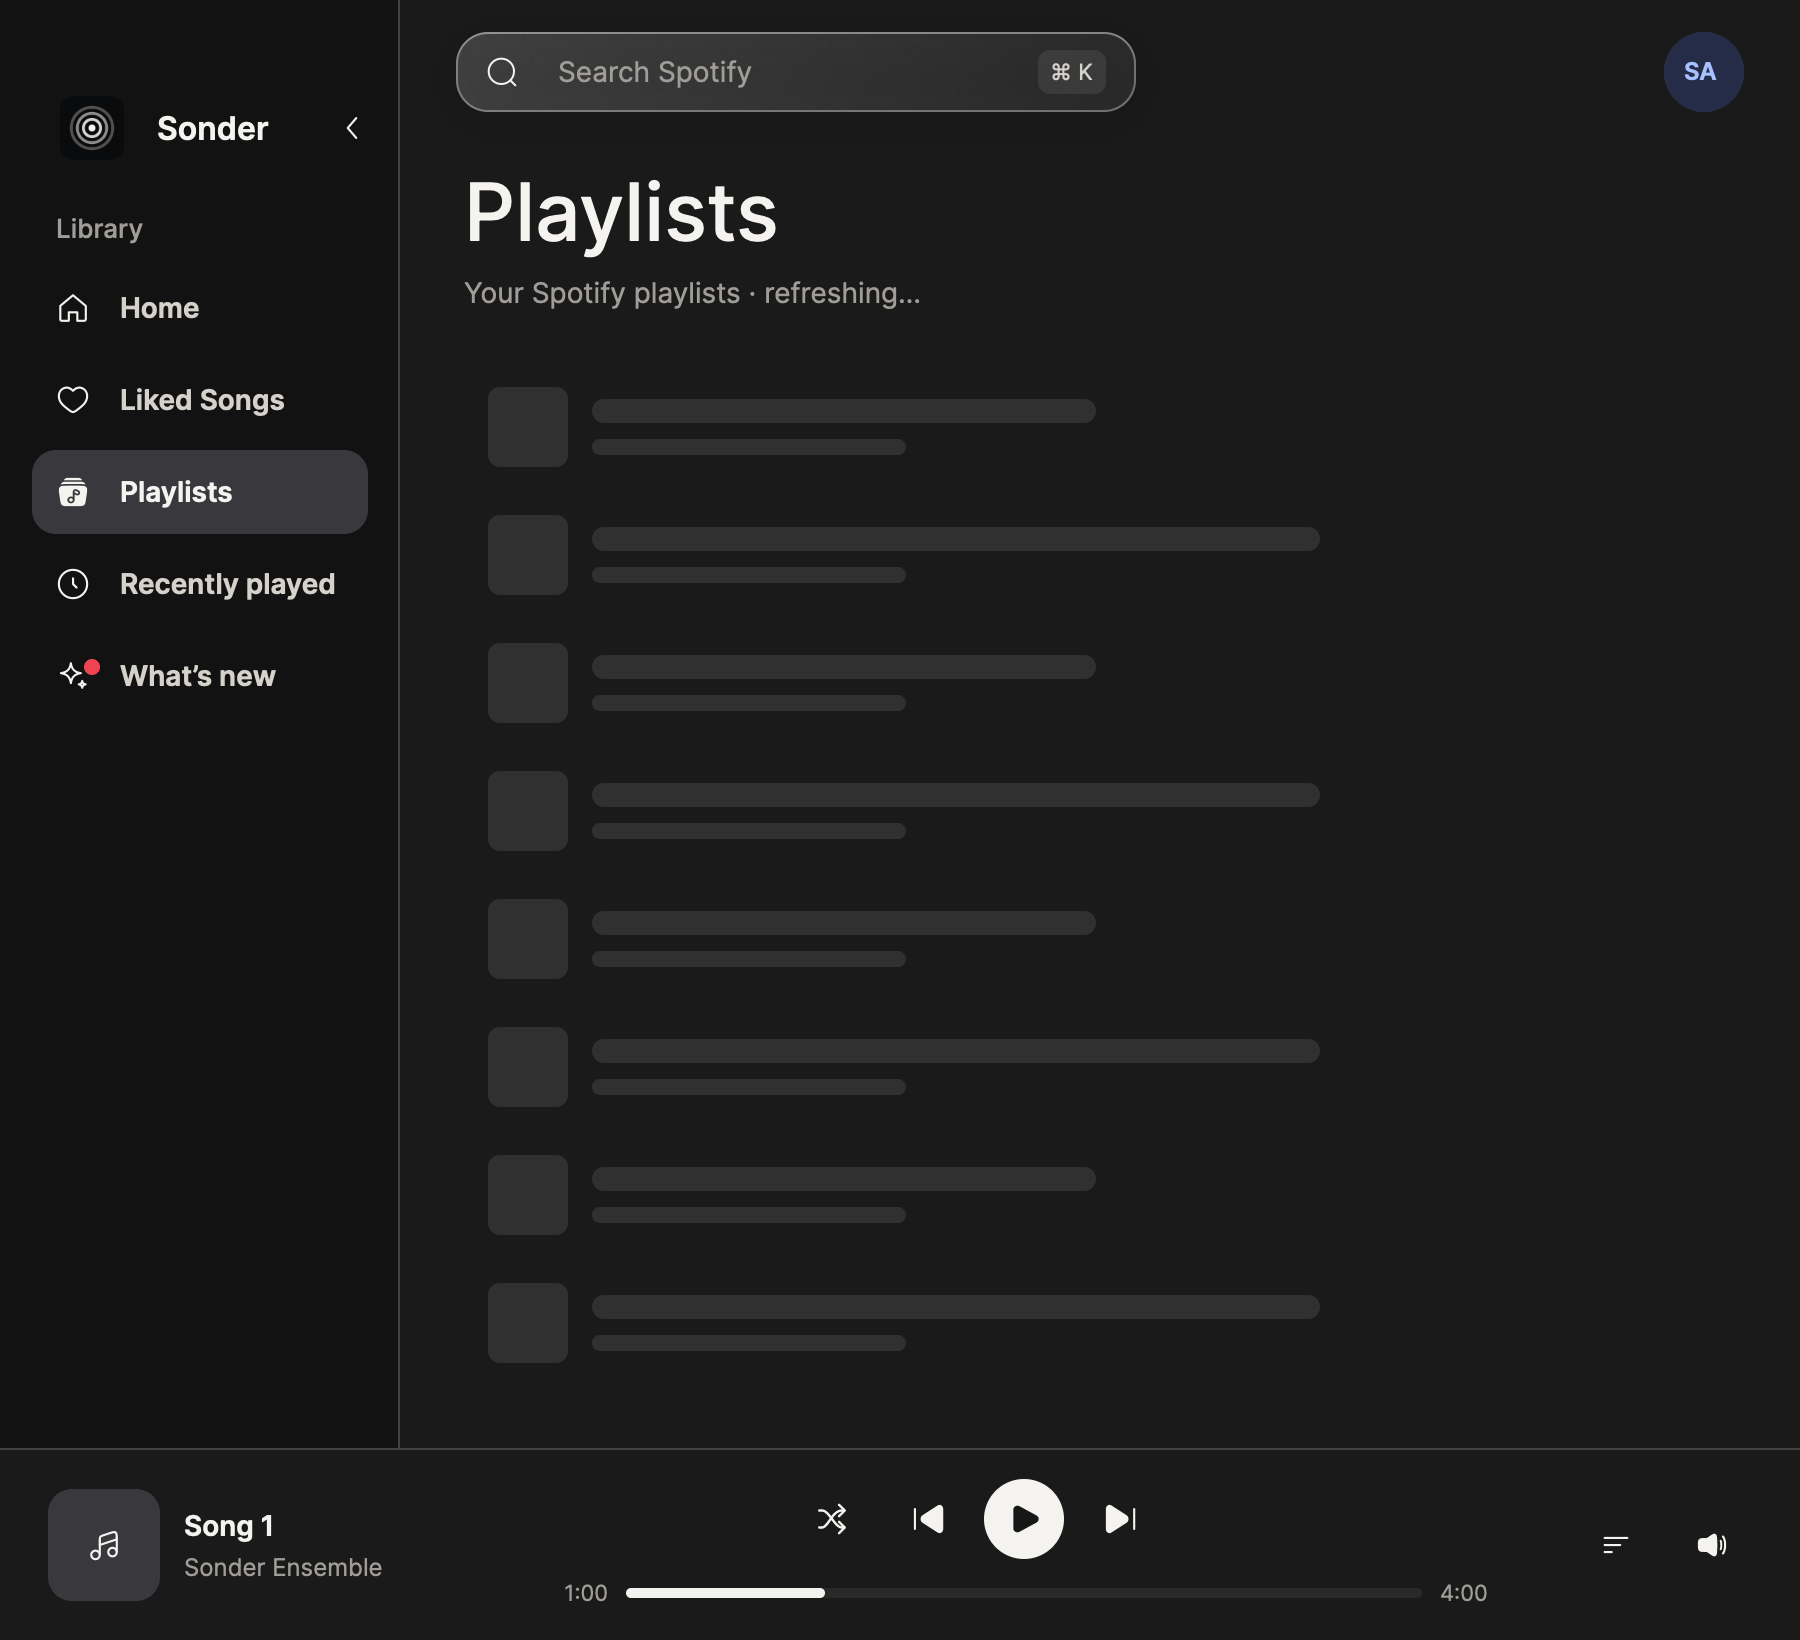 Search Spotify
⌘ K
SA
Sonder
Library
Home
Liked Songs
Playlists
Recently played
What’s new
Playlists
Your Spotify playlists · refreshing...
Song 1
Sonder Ensemble
1:00
4:00